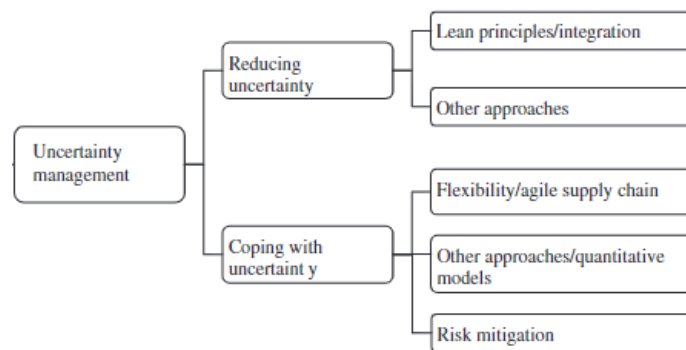 Uncertainty
management
Reducing
uncertainty
Lean principles/integration
Other approaches
Coping with
uncertaint y
Flexibility/agile supply chain
Other approaches/quantitative
models
Risk mitigation